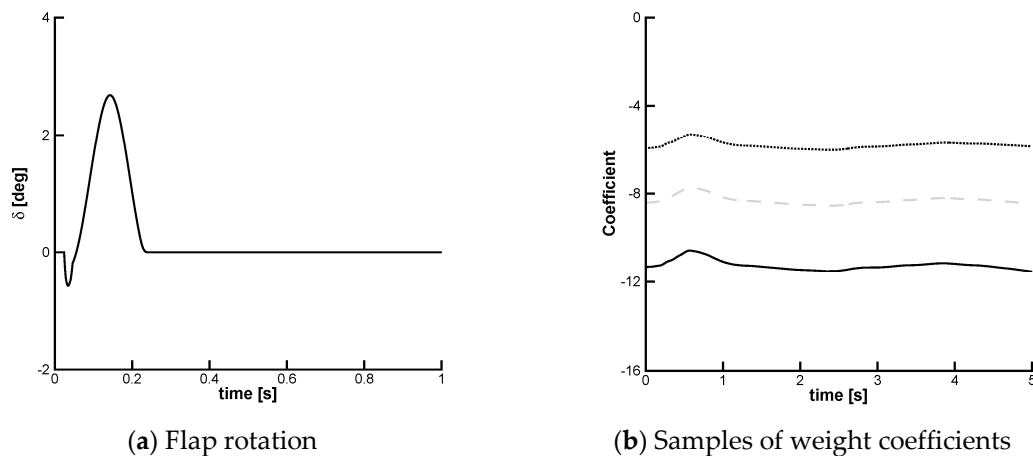 4
2
0
-2
δ [deg]
0 0.2 0.4 0.6 0.8 1
time [s]
(a) Flap rotation
0
-4
-8
-12
-16
Coefficient
0 1 2 3 4 5
time [s]
(b) Samples of weight coefficients